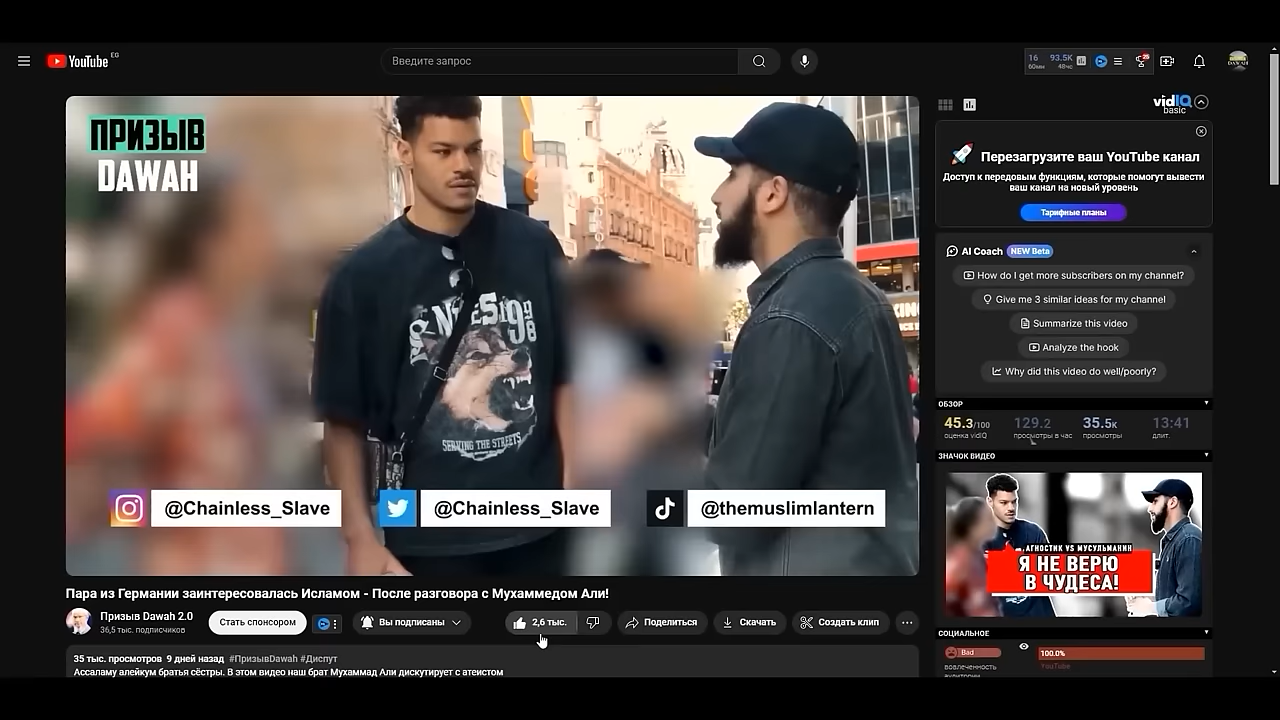 YouTube EG
Введите запрос
16 93.5K
60мин 48чс
ПРИЗЫВ
DAWAH
SERVING THE STREETS
@Chainless_Slave
@Chainless_Slave
@themuslimlantern
Пара из Германии заинтересовалась Исламом - После разговора с Мухаммедом Али!
Призыв Dawah 2.0
36,5 тыс. подписчиков
Стать спонсором
Вы подписаны
2,6 тыс.
Поделиться
Скачать
Создать клип
35 тыс. просмотров 9 дней назад #ПризывDawah #Диспут
Ассаламу алейкум братья сёстры. В этом видео наш брат Мухаммад Али дискутирует с атеистом
vidIQ
basic
Перезагрузите ваш YouTube канал
Доступ к передовым функциям, которые помогут вывести
ваш канал на новый уровень
Тарифные планы
AI Coach NEW Beta
How do I get more subscribers on my channel?
Give me 3 similar ideas for my channel
Summarize this video
Analyze the hook
Why did this video do well/poorly?
ОБЗОР
45.3/100 129.2 35.5K 13:41
оценка vidIQ просмотры в час просмотры длит.
ЗНАЧОК ВИДЕО
АГНОСТИК VS МУСУЛЬМАНИН
Я НЕ ВЕРЮ
В ЧУДЕСА!
СОЦИАЛЬНОЕ
Bad 100.0%
YouTube
вовлеченность